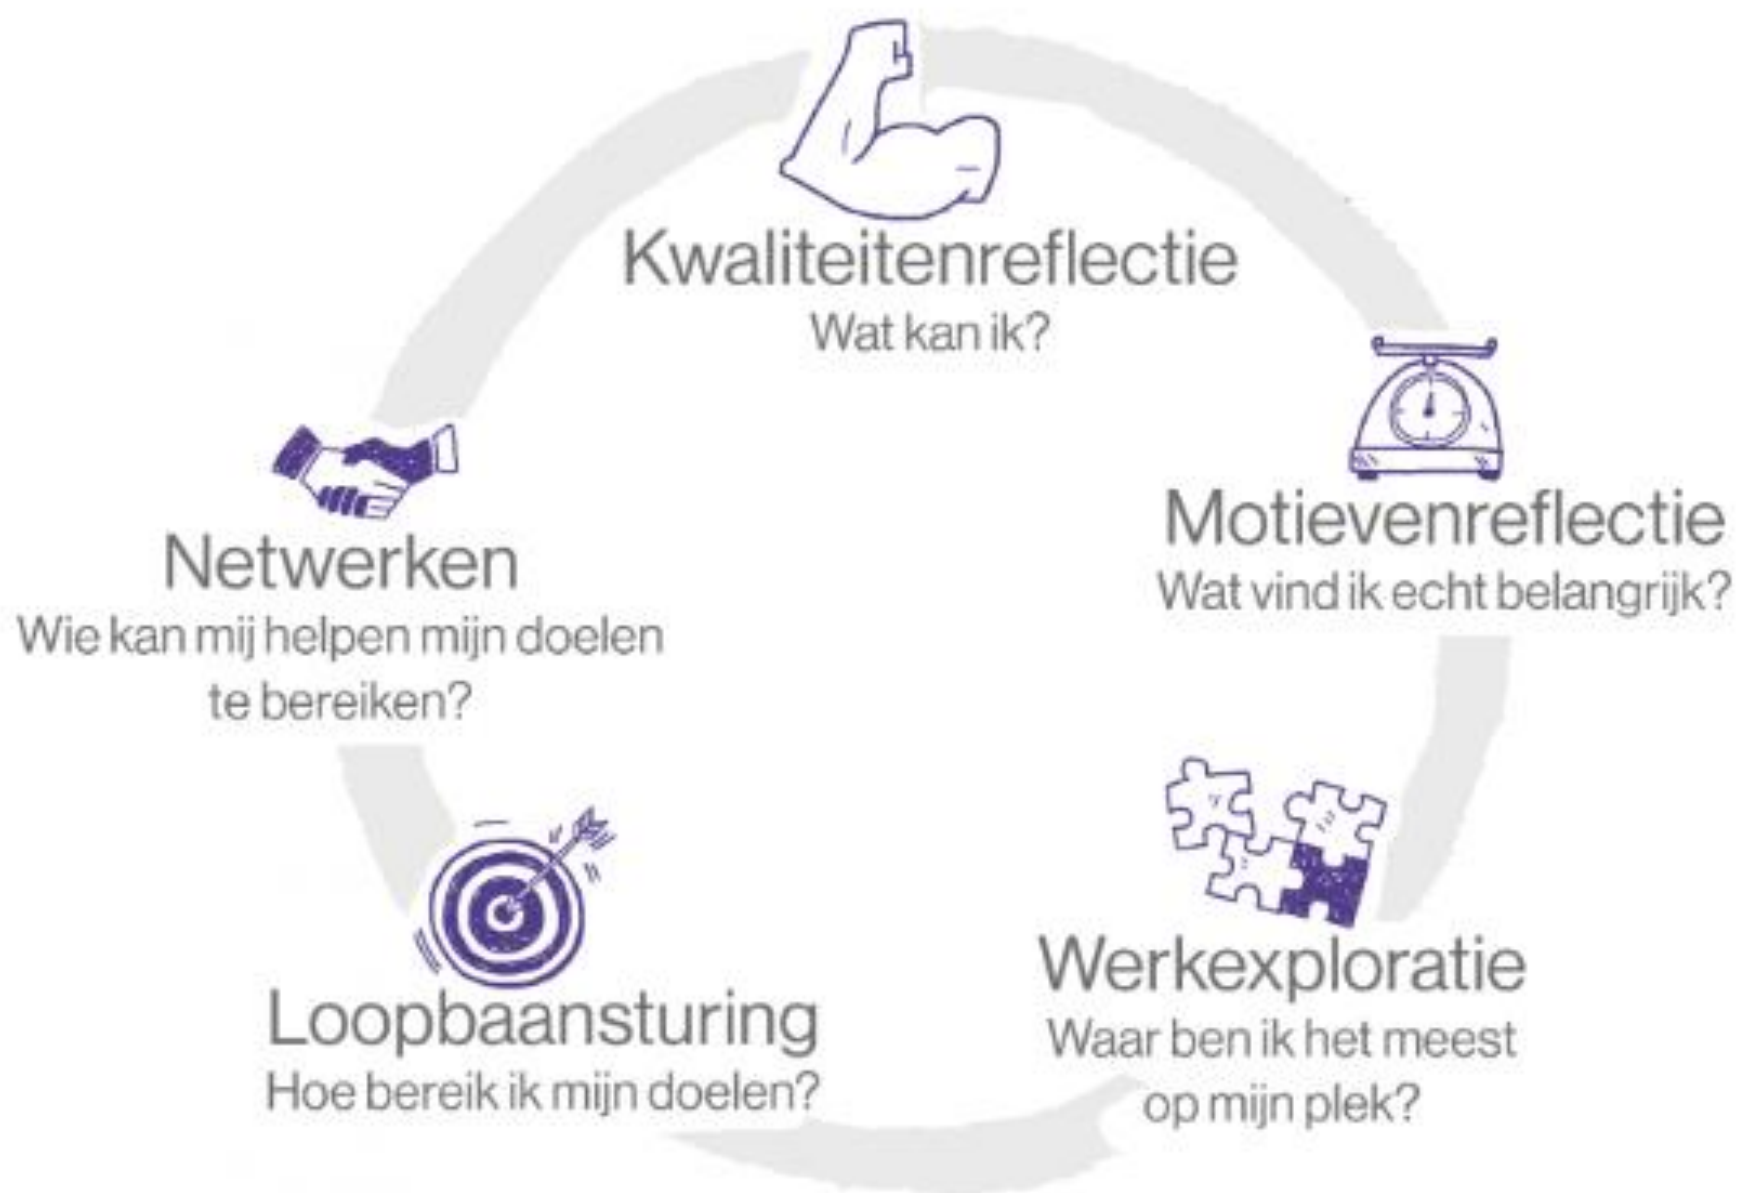 Kwaliteitenreflectie
Wat kan ik?
Motievenreflectie
Wat vind ik echt belangrijk?
Werkexploratie
Waar ben ik het meest
op mijn plek?
Loopbaansturing
Hoe bereik ik mijn doelen?
Netwerken
Wie kan mij helpen mijn doelen
te bereiken?